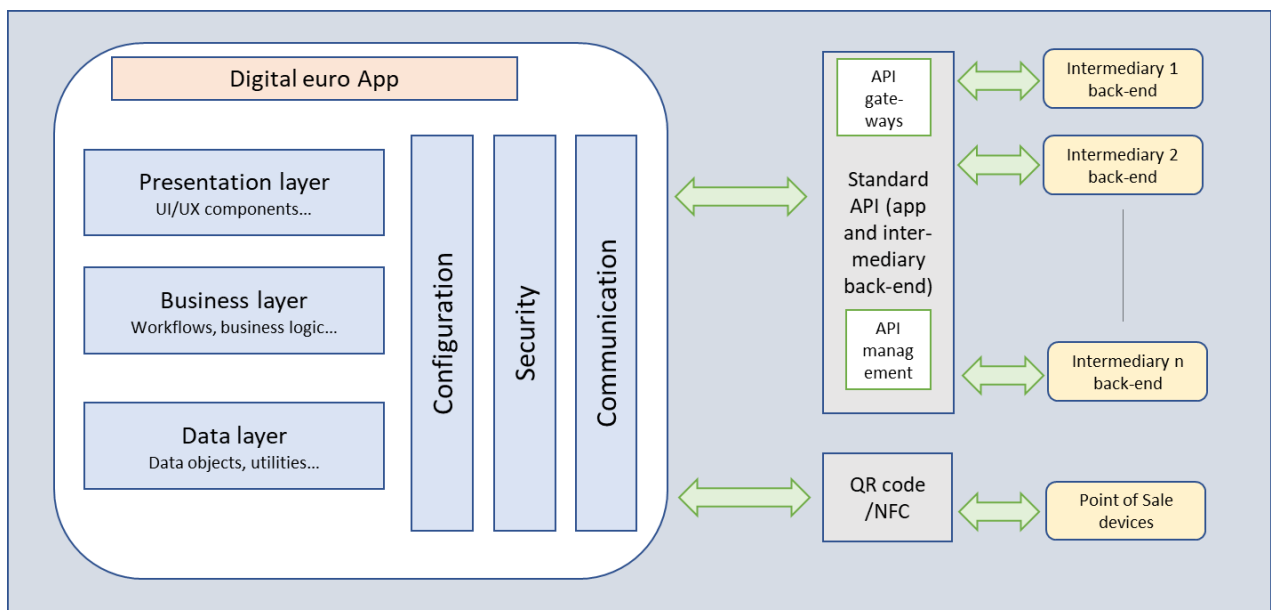 Digital euro App
Presentation layer
UI/UX components...
Business layer
Workflows, business logic...
Data layer
Data objects, utilities...
Configuration
Security
Communication
API
gate-
ways
Standard
API (app
and inter-
mediary
back-end)
API
manag
ement
QR code
/NFC
Intermediary 1
back-end
Intermediary 2
back-end
Intermediary n
back-end
Point of Sale
devices